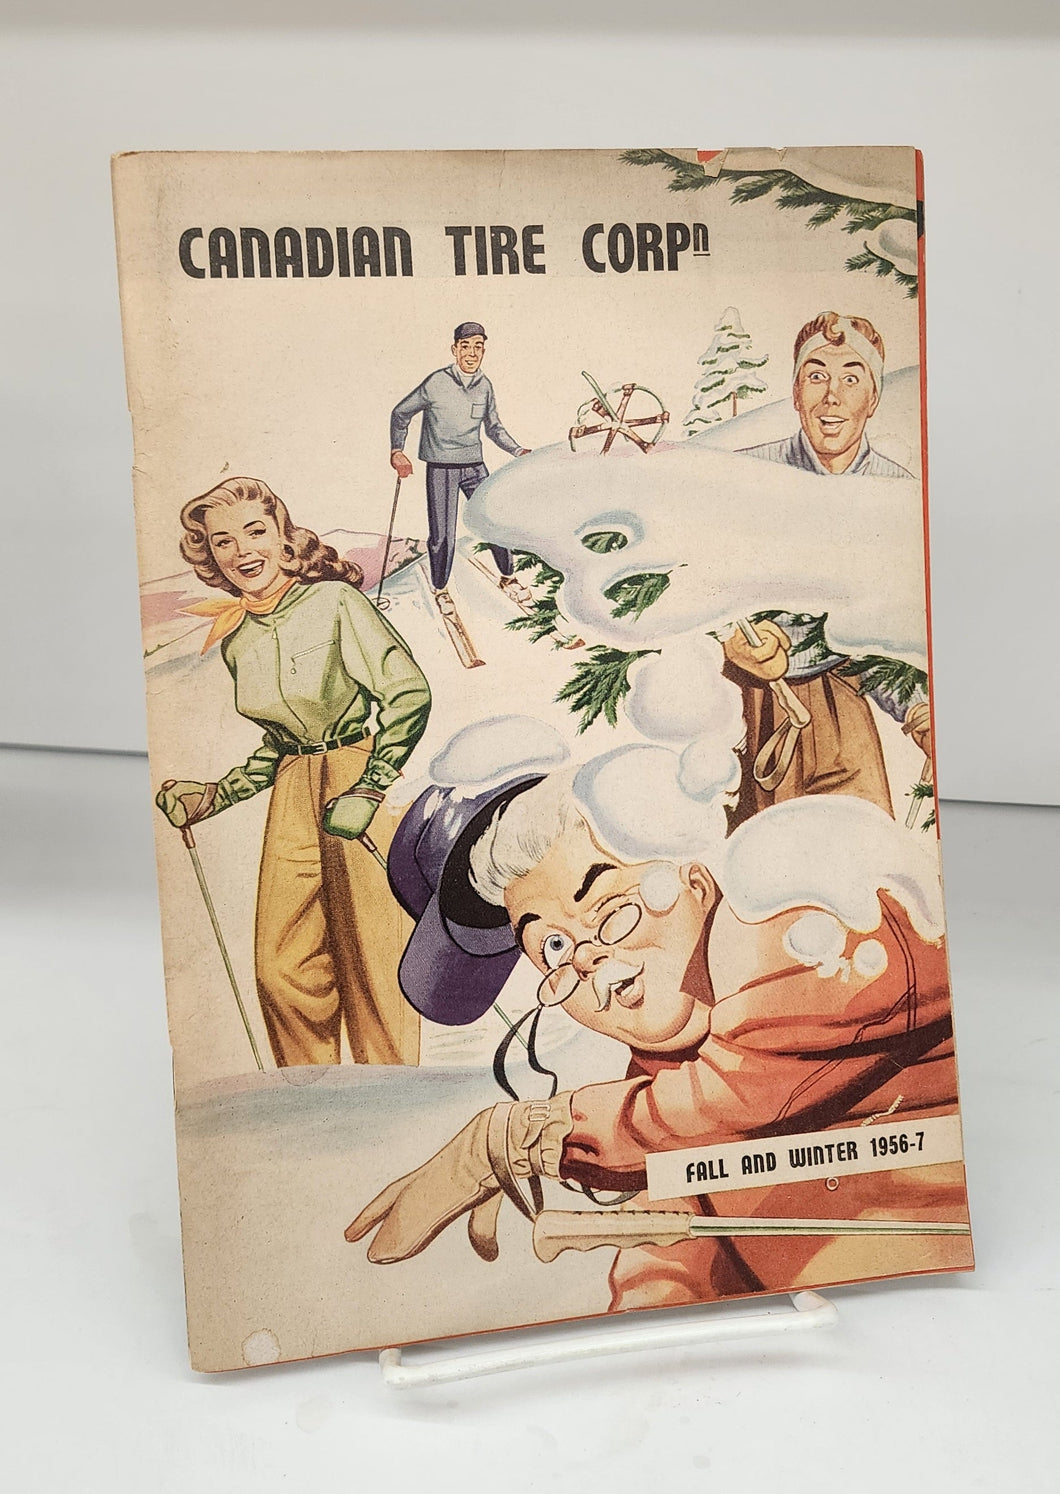 CANADIAN TIRE CORPn
FALL AND WINTER 1956-7